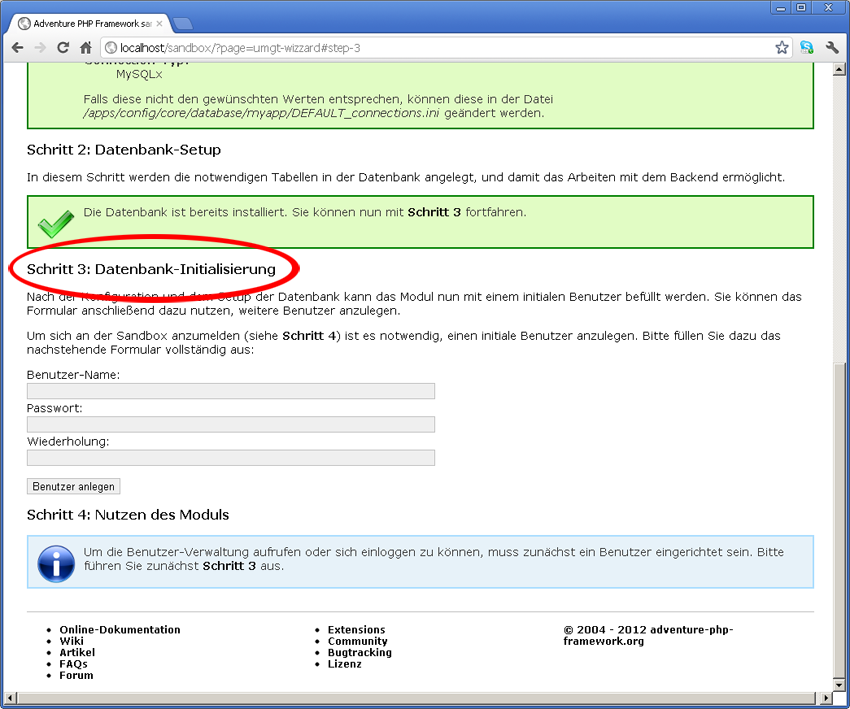 Adventure PHP Framework sa
localhost/sandbox/?page=umgt-wizzard#step-3
MySQLx
Falls diese nicht den gewünschten Werten entsprechen, können diese in der Datei
/apps/config/core/database/myapp/DEFAULT_connections.ini geändert werden.
Schritt 2: Datenbank-Setup
In diesem Schritt werden die notwendigen Tabellen in der Datenbank angelegt, und damit das Arbeiten mit dem Backend ermöglicht.
Die Datenbank ist bereits installiert. Sie können nun mit Schritt 3 fortfahren.
Schritt 3: Datenbank-Initialisierung
Nach der Konfiguration und dem Setup der Datenbank kann das Modul nun mit einem initialen Benutzer befüllt werden. Sie können das
Formular anschließend dazu nutzen, weitere Benutzer anzulegen.
Um sich an der Sandbox anzumelden (siehe Schritt 4) ist es notwendig, einen initiale Benutzer anzulegen. Bitte füllen Sie dazu das
nachstehende Formular vollständig aus:
Benutzer-Name:
Passwort:
Wiederholung:
Benutzer anlegen
Schritt 4: Nutzen des Moduls
Um die Benutzer-Verwaltung aufrufen oder sich einloggen zu können, muss zunächst ein Benutzer eingerichtet sein. Bitte
führen Sie zunächst Schritt 3 aus.
Online-Dokumentation
Wiki
Artikel
FAQs
Forum
Extensions
Community
Bugtracking
Lizenz
© 2004 - 2012 adventure-php-
framework.org